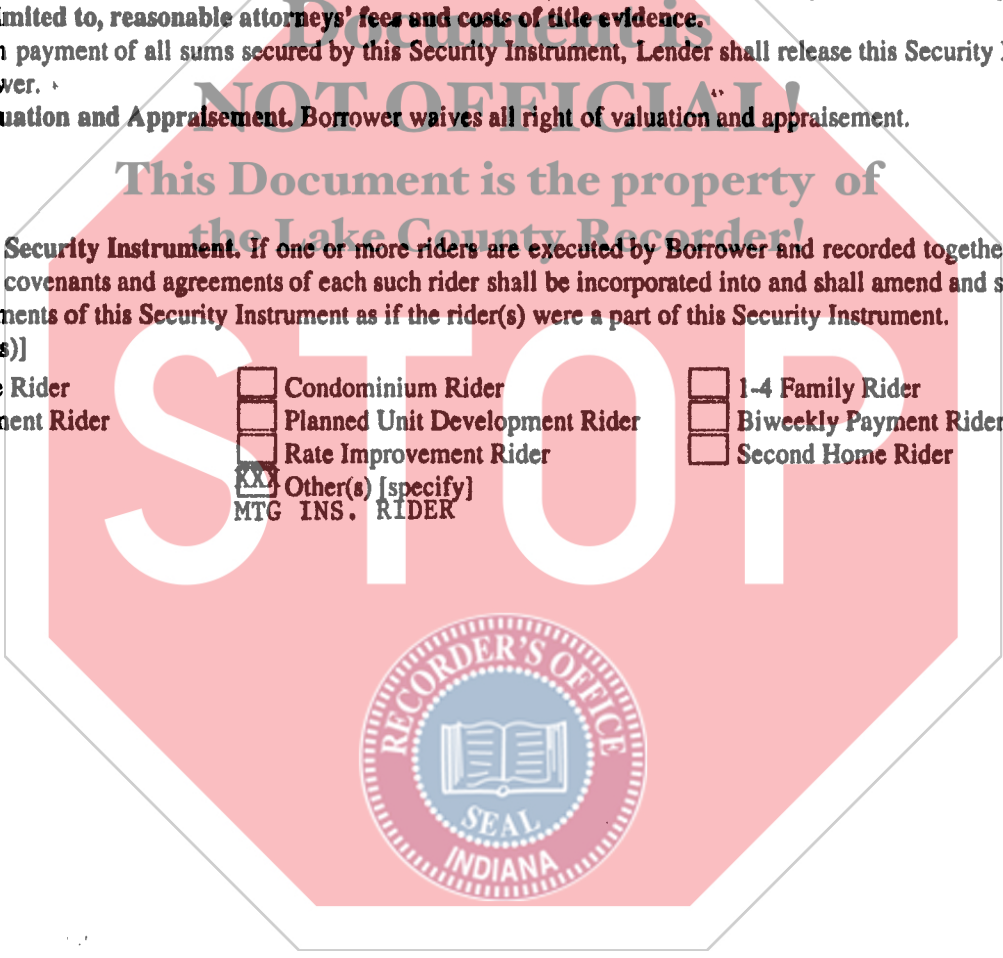 imited to, reasonable attorneys' fees and costs of title evidence.
Document is
payment of all sums secured by this Security Instrument, Lender shall release this Security
wer.
NOT OFFICIAL!
uation and Appraisement. Borrower waives all right of valuation and appraisement.
This Document is the property of
the Lake County Recorder!
Security Instrument. If one or more riders are executed by Borrower and recorded togethe
covenants and agreements of each such rider shall be incorporated into and shall amend and s
nents of this Security Instrument as if the rider(s) were a part of this Security Instrument.
s)]
STOP
Rider Condominium Rider 1-4 Family Rider
ent Rider Planned Unit Development Rider Biweekly Payment Rider
Rate Improvement Rider Second Home Rider
XXX Other(s) [specify]
MTG INS. RIDER
RECORDER'S OFFICE
SEAL
INDIANA